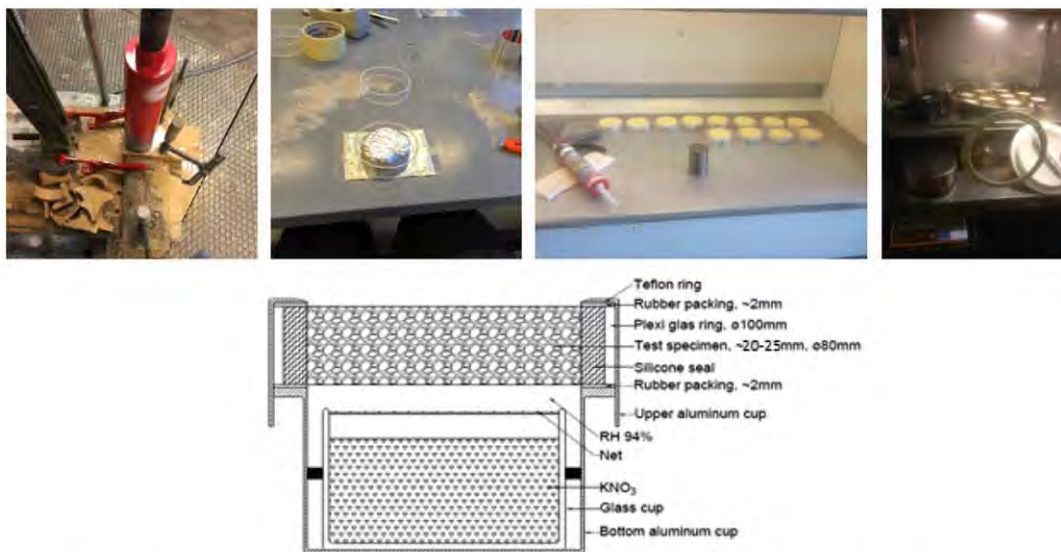 Teflon ring
Rubber packing, ~2mm
Plexi glas ring, ø100mm
Test specimen, ~20-25mm, ø80mm
Silicone seal
Rubber packing, ~2mm
Upper aluminum cup
RH 94%
Net
KNO₃
Glass cup
Bottom aluminum cup